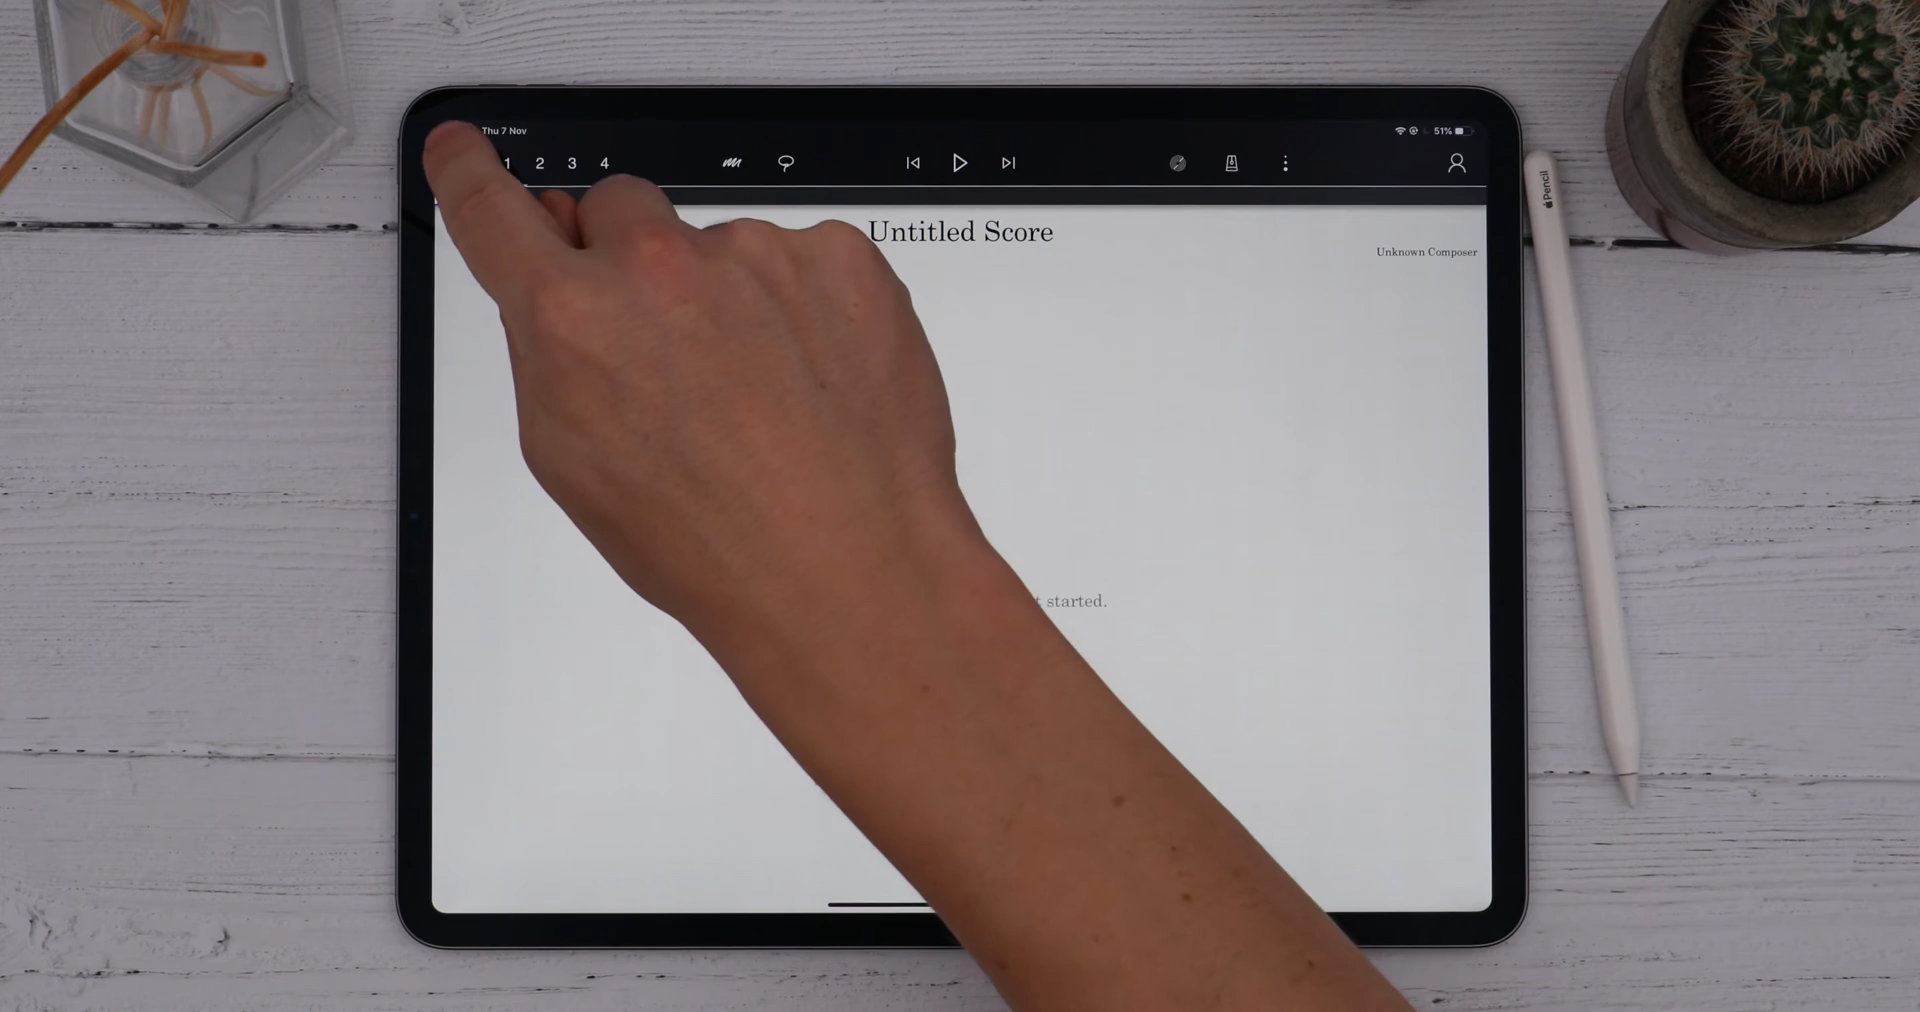 Thu 7 Nov
51%
1 2 3 4
Untitled Score
Unknown Composer
started.
Pencil